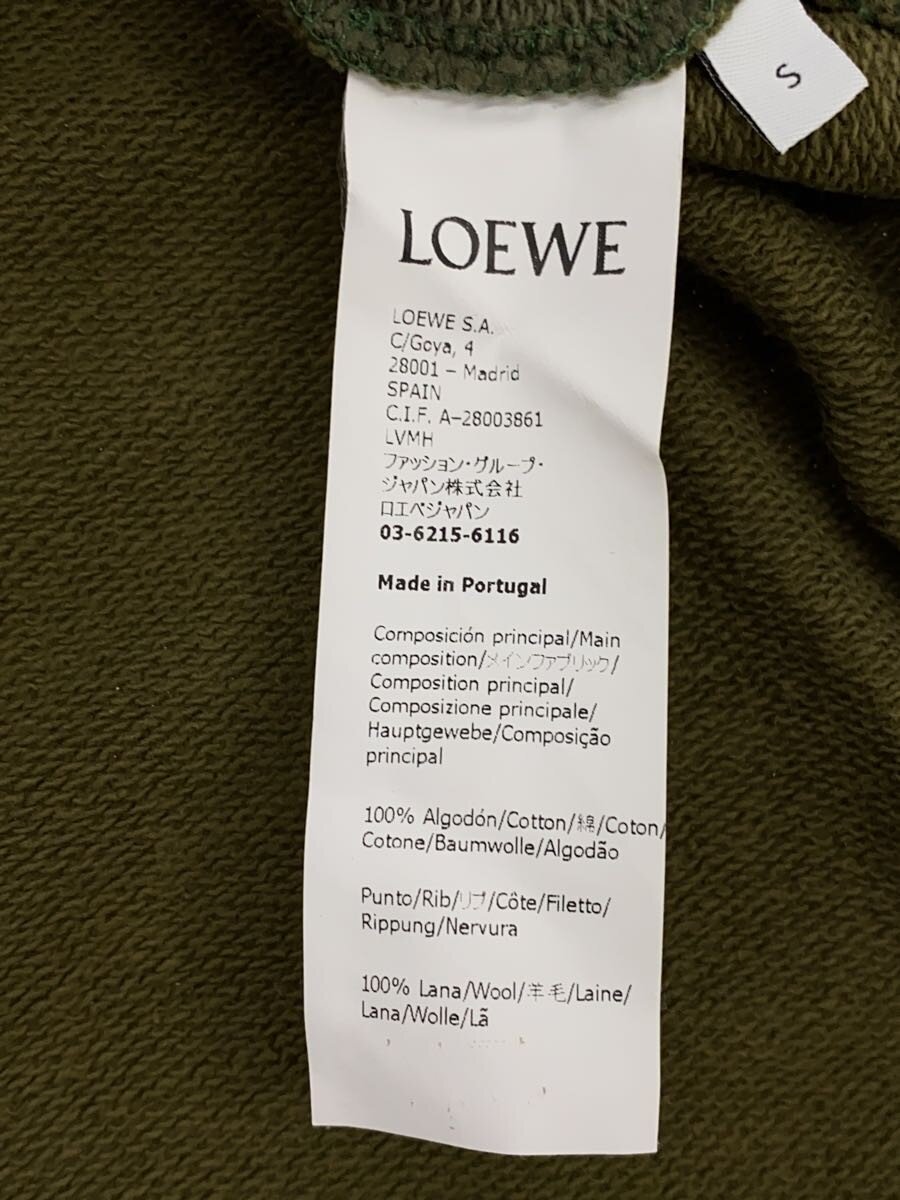 S
LOEWE
LOEWE S.A.
C/Goya, 4
28001 – Madrid
SPAIN
C.I.F. A-28003861
LVMH
ファッション・グループ・
ジャパン株式会社
ロエベジャパン
03-6215-6116
Made in Portugal
Composición principal/Main
composition/メインファブリック/
Composition principal/
Composizione principale/
Hauptgewebe/Composição
principal
100% Algodón/Cotton/綿/Coton/
Cotone/Baumwolle/Algodão
Punto/Rib/リブ/Côte/Filetto/
Rippung/Nervura
100% Lana/Wool/羊毛/Laine/
Lana/Wolle/Lã